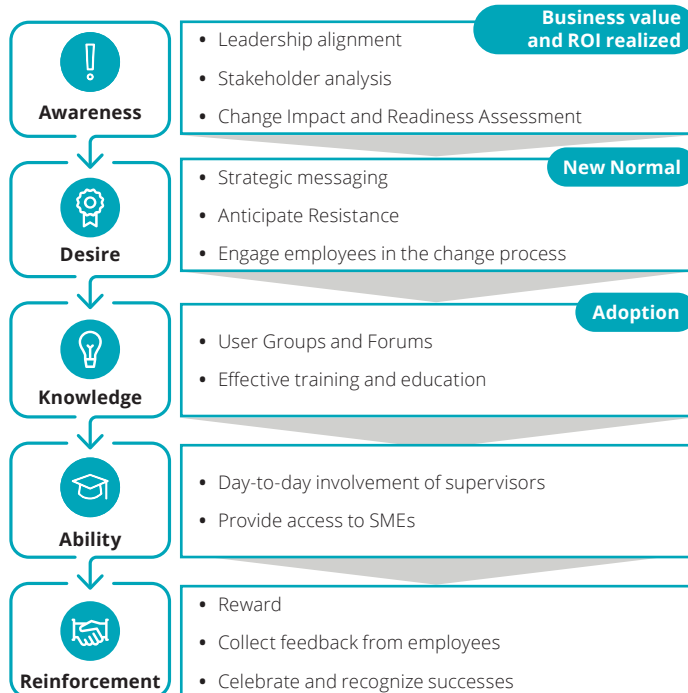 Business value
and ROI realized
• Leadership alignment
• Stakeholder analysis
• Change Impact and Readiness Assessment
Awareness
New Normal
• Strategic messaging
• Anticipate Resistance
• Engage employees in the change process
Desire
Adoption
• User Groups and Forums
• Effective training and education
Knowledge
• Day-to-day involvement of supervisors
• Provide access to SMEs
Ability
• Reward
• Collect feedback from employees
• Celebrate and recognize successes
Reinforcement